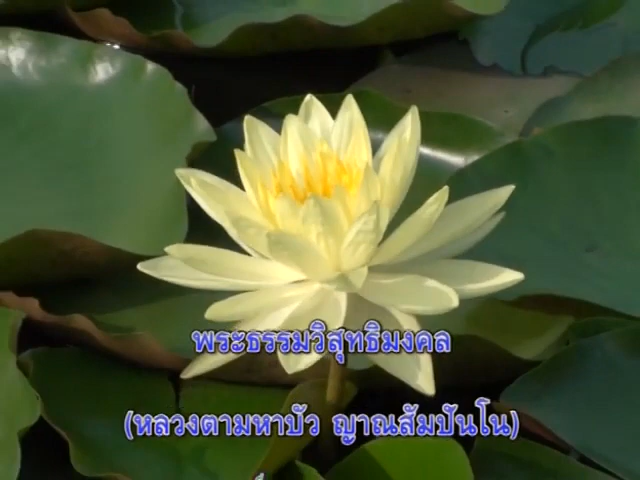 พระธรรมวิสุทธิมงคล
(หลวงตามหาบัว ญาณสัมปันโน)